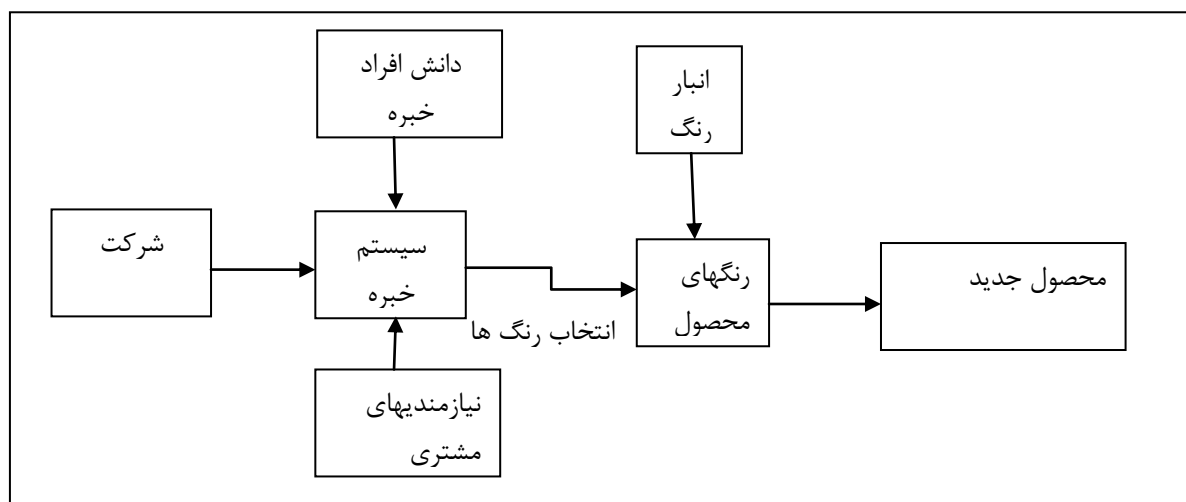 دانش افراد
خبره
انبار
رنگ
شرکت
سیستم
خبره
رنگهای
محصول
محصول جدید
انتخاب رنگ ها
نیازمندیهای
مشتری